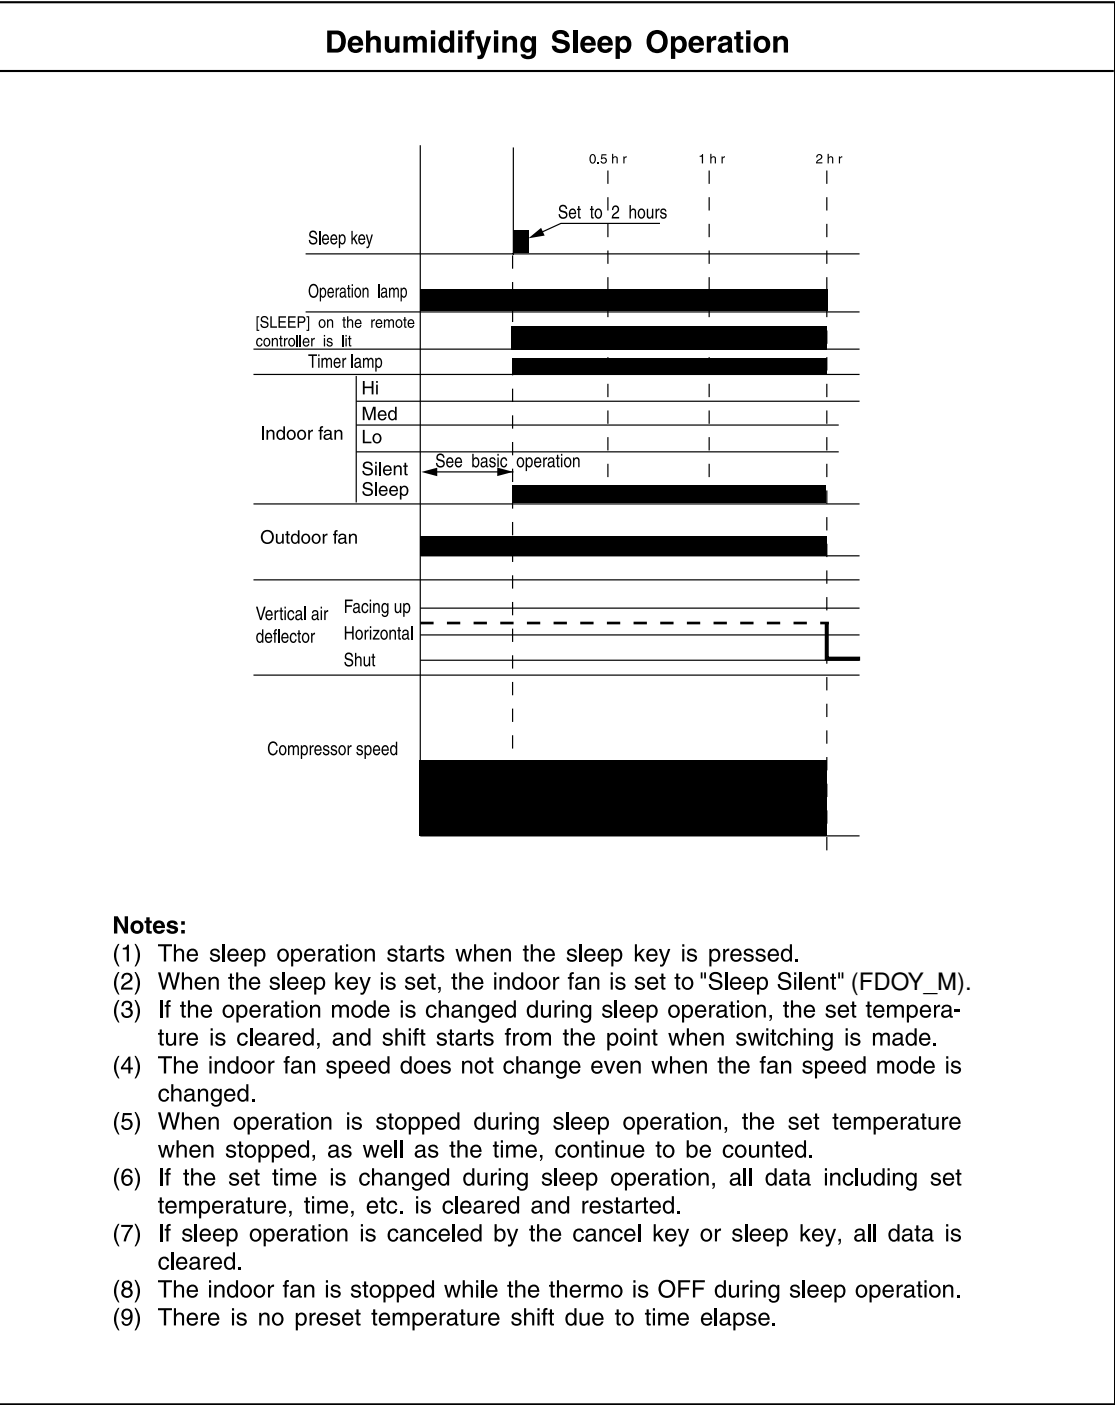 Dehumidifying Sleep Operation
0.5 h r
1 h r
2 h r
Set to 2 hours
Sleep key
Operation lamp
[SLEEP] on the remote
controller is lit
Timer lamp
Hi
Med
Indoor fan
Lo
See basic operation
Silent
Sleep
Outdoor fan
Vertical air
deflector
Facing up
Horizontal
Shut
Compressor speed
Notes:
(1) The sleep operation starts when the sleep key is pressed.
(2) When the sleep key is set, the indoor fan is set to "Sleep Silent" (FDOY_M).
(3) If the operation mode is changed during sleep operation, the set tempera-
ture is cleared, and shift starts from the point when switching is made.
(4) The indoor fan speed does not change even when the fan speed mode is
changed.
(5) When operation is stopped during sleep operation, the set temperature
when stopped, as well as the time, continue to be counted.
(6) If the set time is changed during sleep operation, all data including set
temperature, time, etc. is cleared and restarted.
(7) If sleep operation is canceled by the cancel key or sleep key, all data is
cleared.
(8) The indoor fan is stopped while the thermo is OFF during sleep operation.
(9) There is no preset temperature shift due to time elapse.